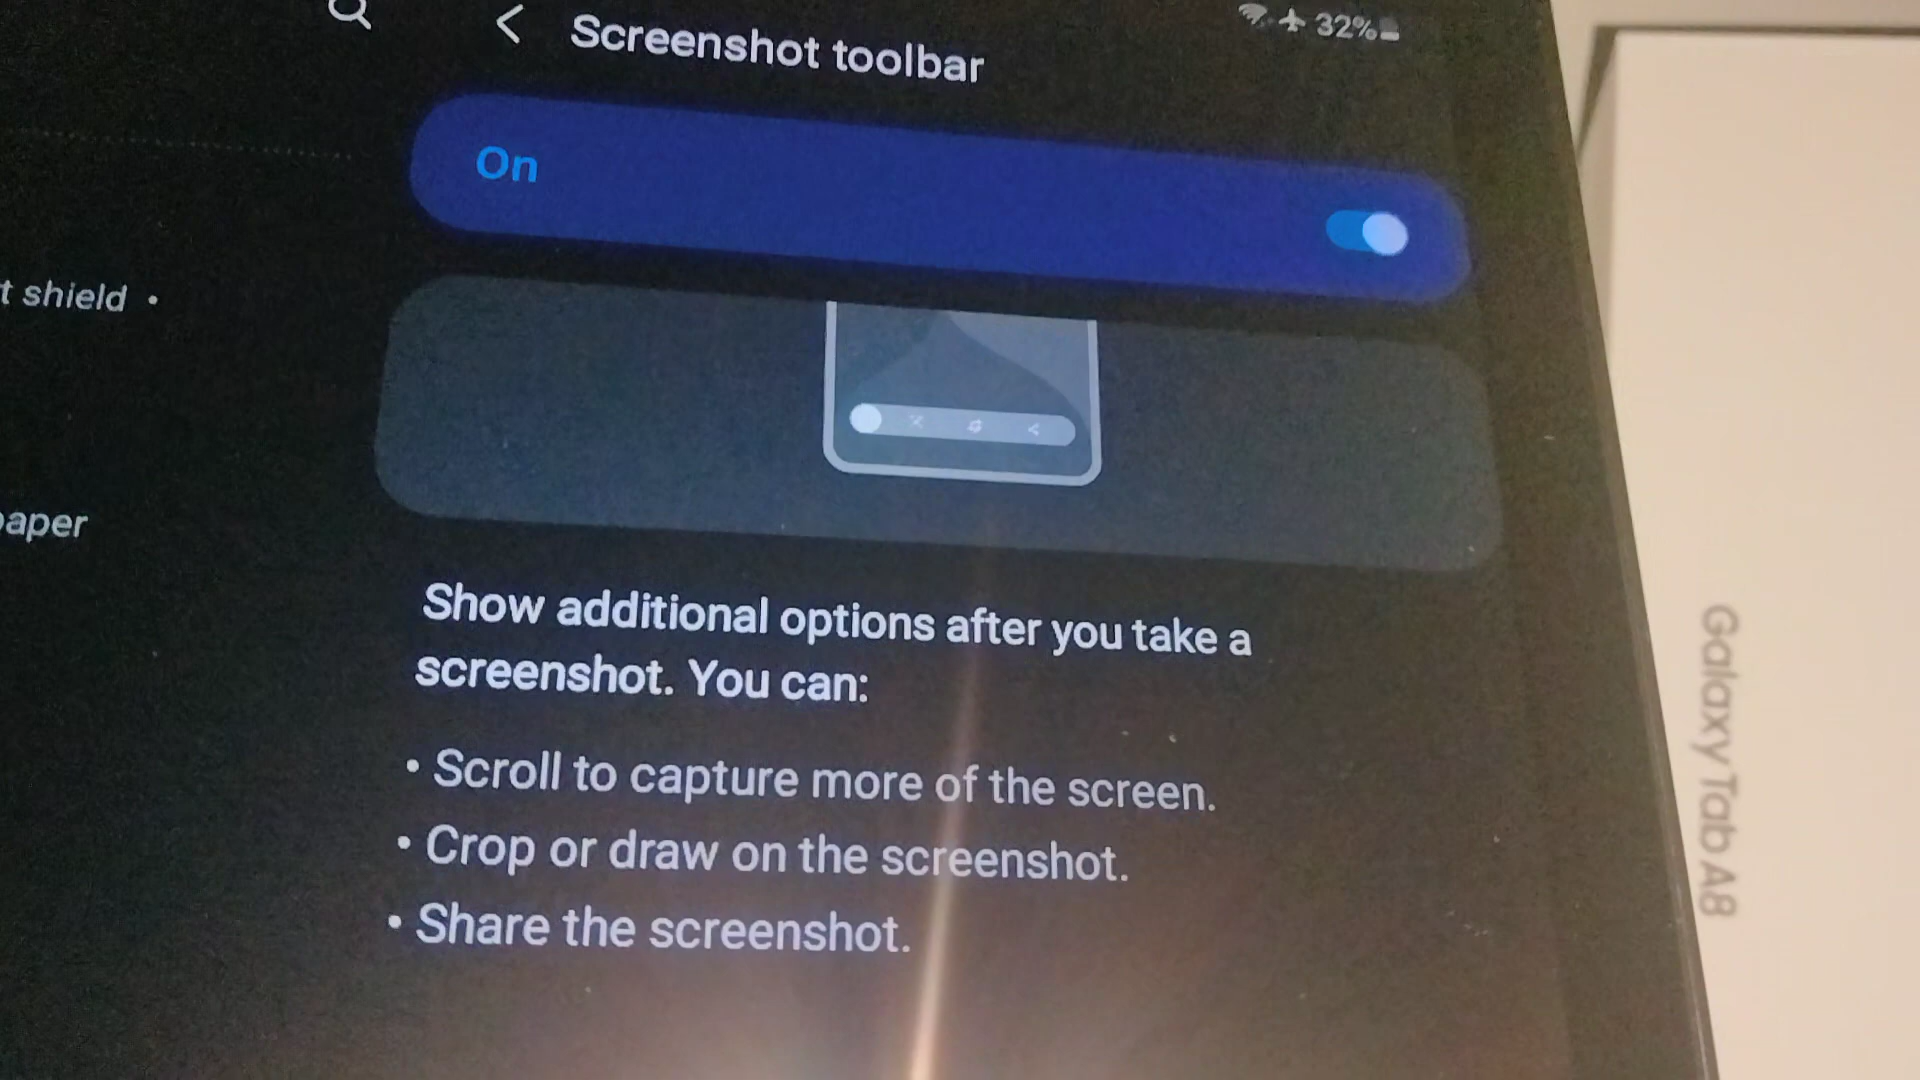 32%
Screenshot toolbar
On
t shield •
paper
Show additional options after you take a
screenshot. You can:
• Scroll to capture more of the screen.
• Crop or draw on the screenshot.
• Share the screenshot.
Galaxy Tab A8